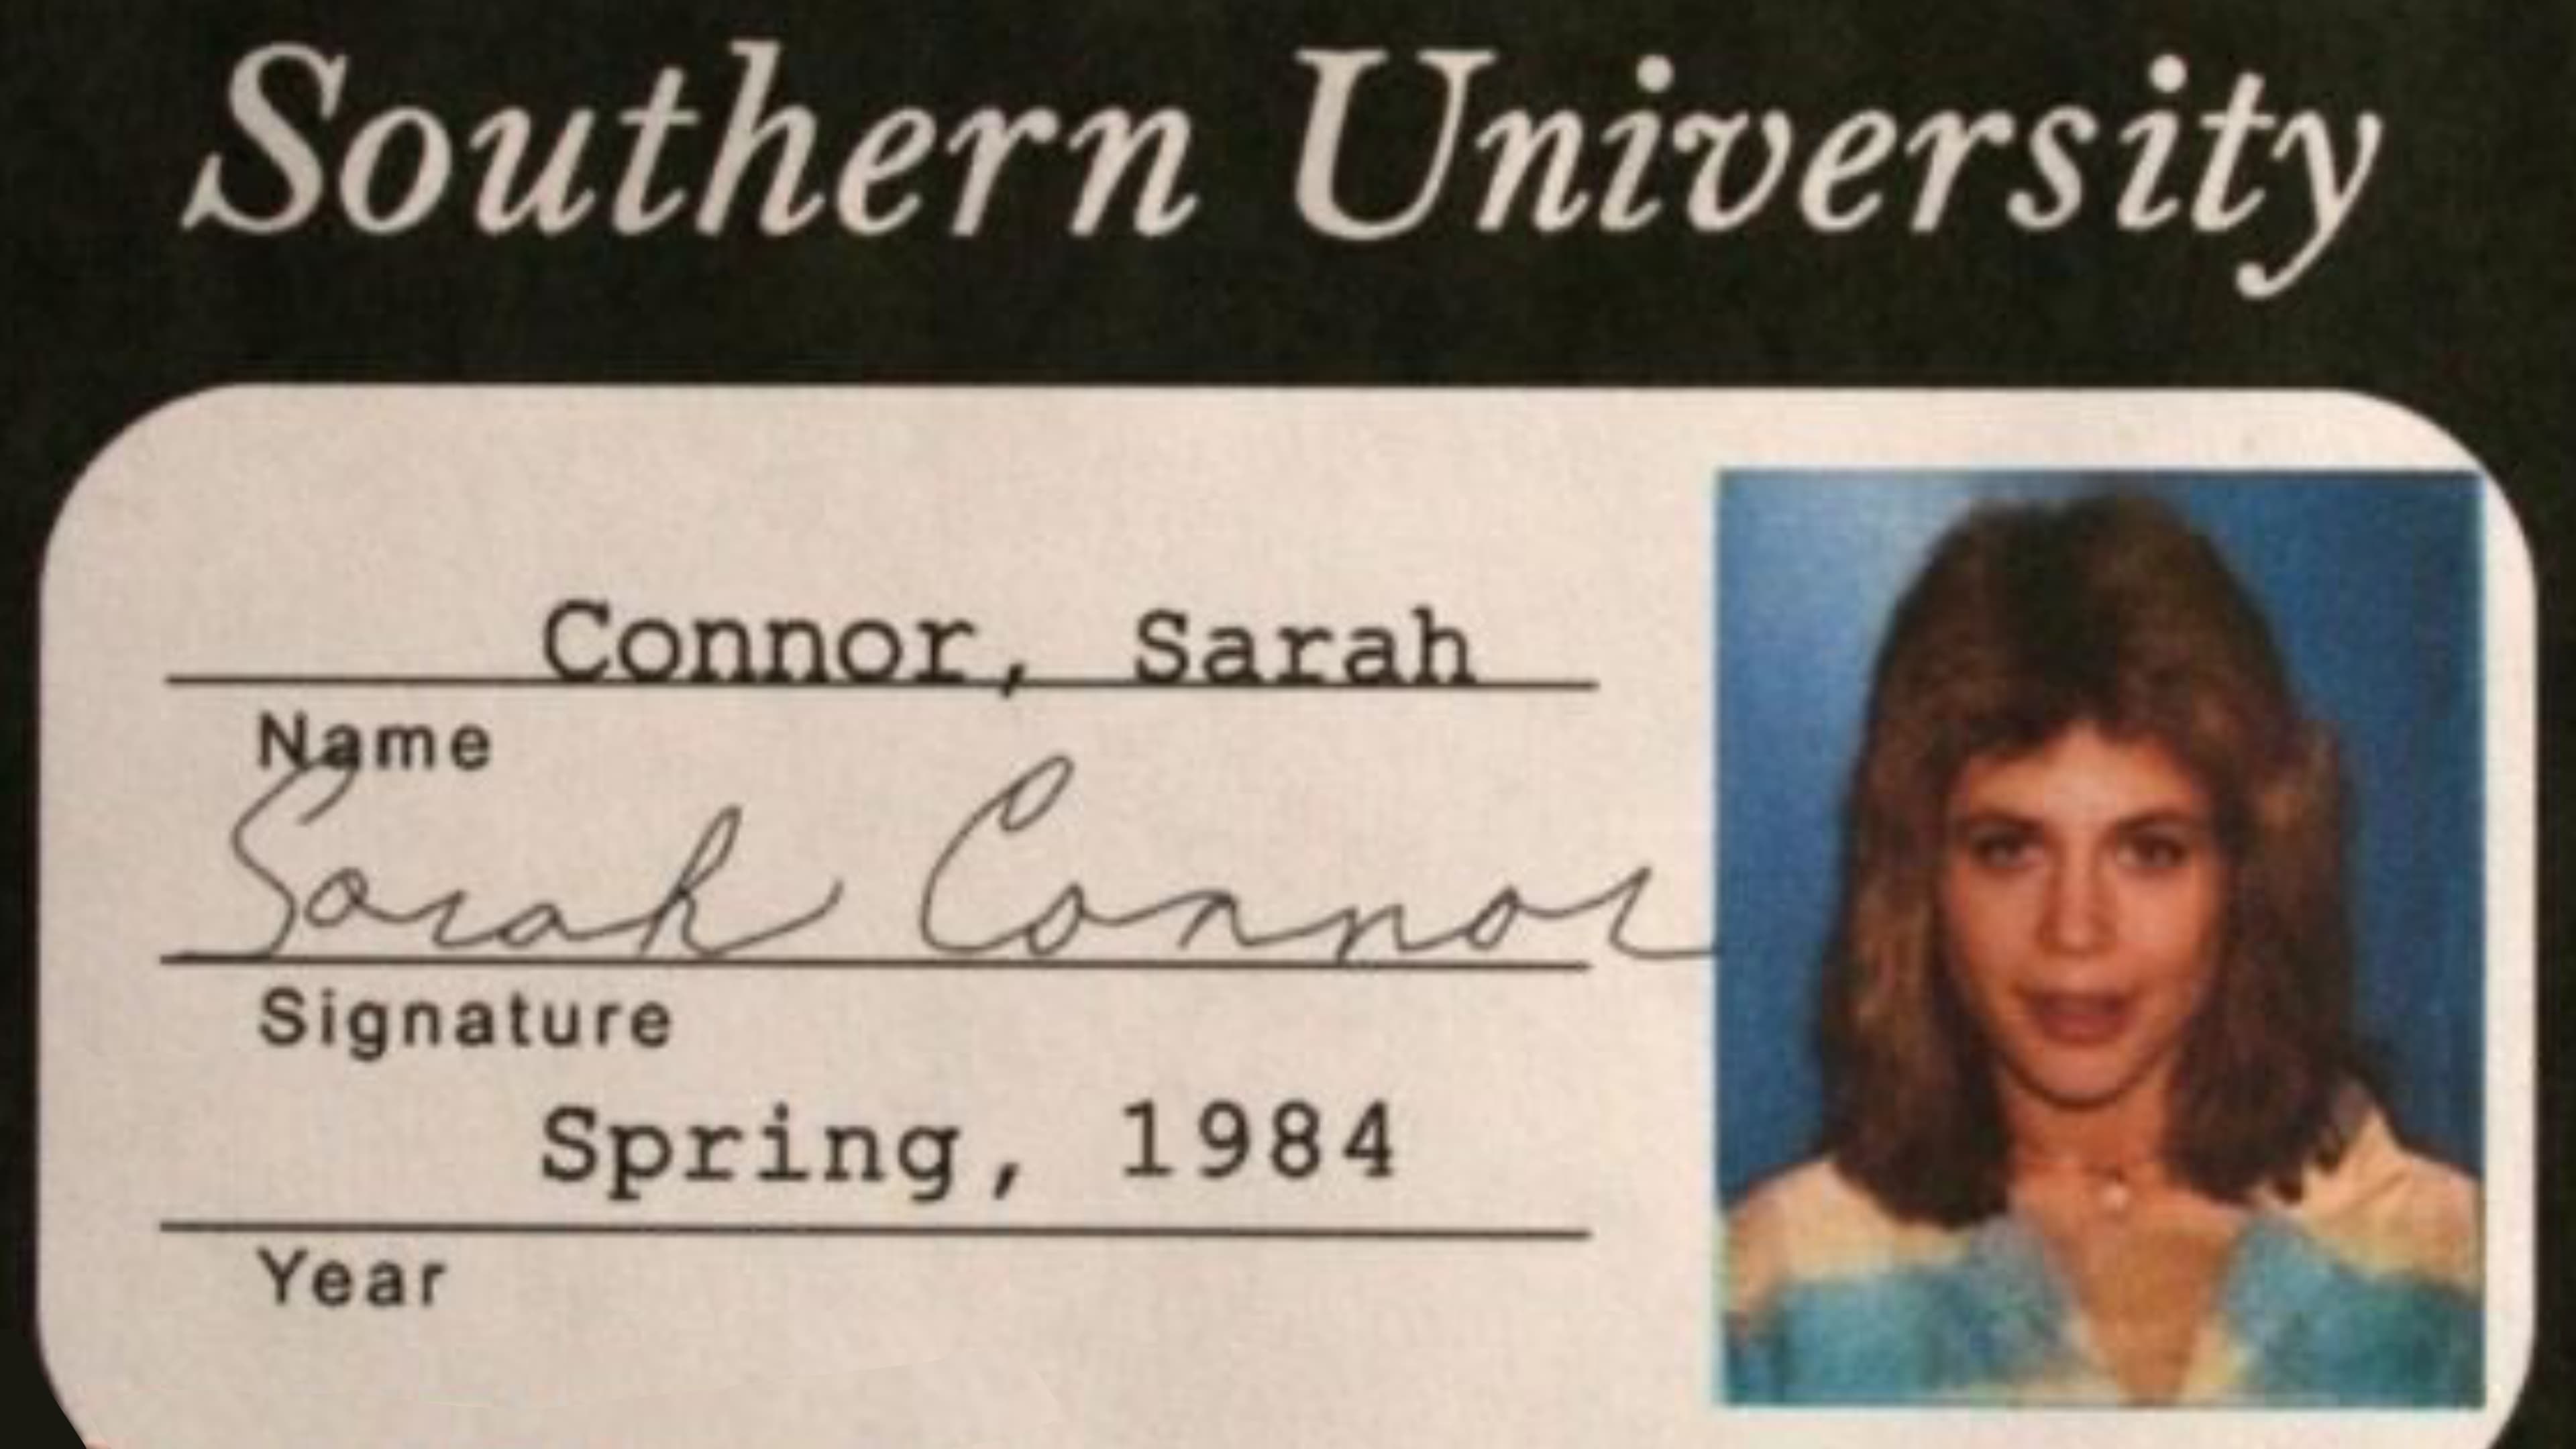 Southern University
Connor, Sarah
Name
Sarah Connor
Signature
Spring, 1984
Year